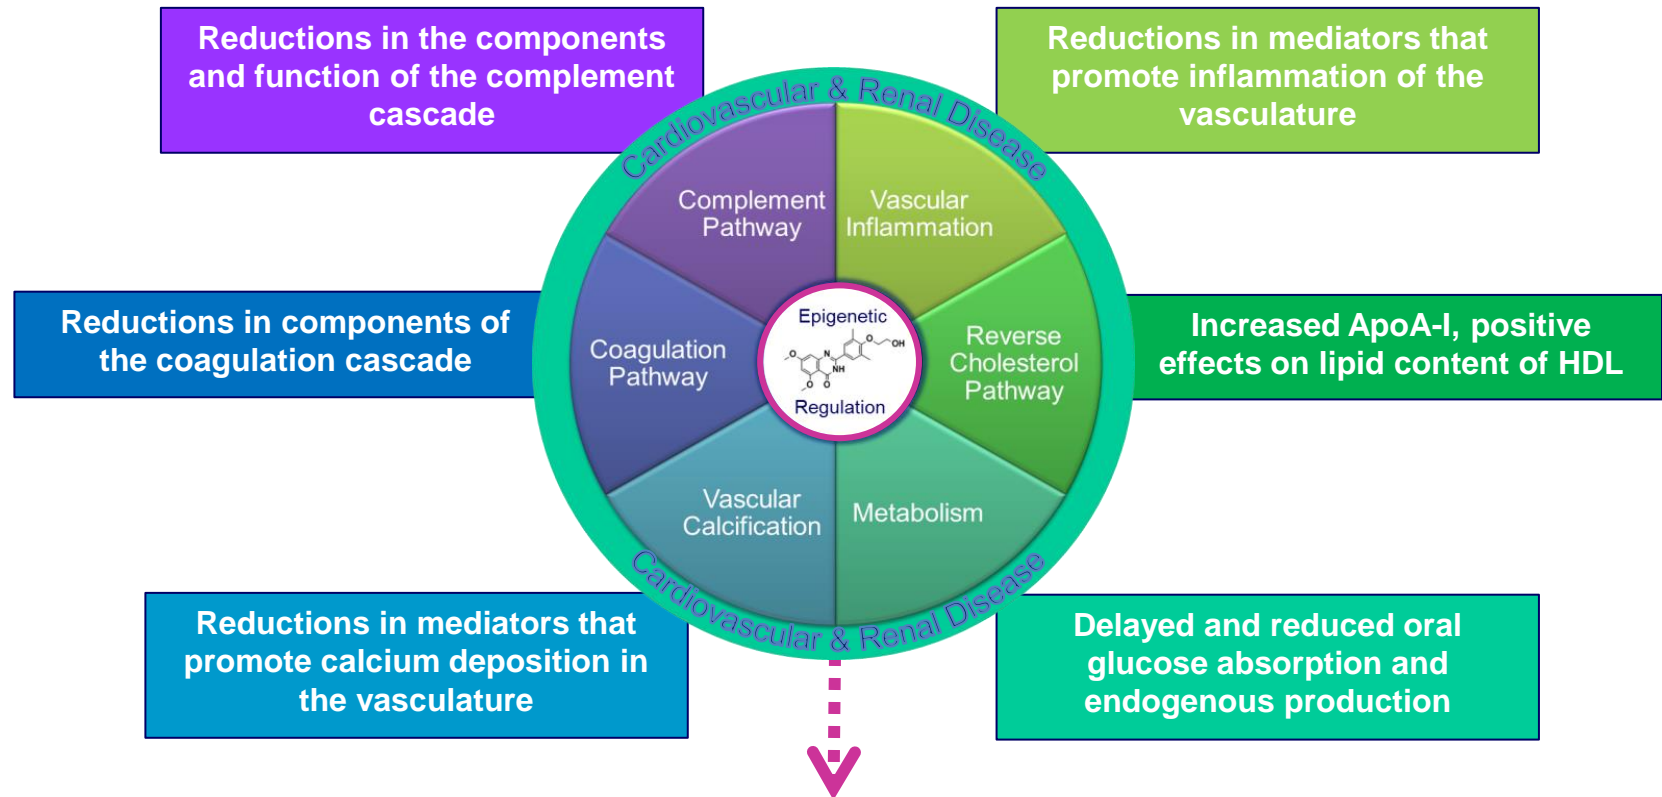 Reductions in the components
and function of the complement
cascade
Reductions in mediators that
promote inflammation of the
vasculature
Cardiovascular & Renal Disease
Complement
Pathway
Vascular
Inflammation
Reductions in components of
the coagulation cascade
Coagulation
Pathway
Epigenetic
O
N
O
OH
NH
O
O
Regulation
Reverse
Cholesterol
Pathway
Increased ApoA-I, positive
effects on lipid content of HDL
Vascular
Calcification
Metabolism
Cardiovascular & Renal Disease
Reductions in mediators that
promote calcium deposition in
the vasculature
Delayed and reduced oral
glucose absorption and
endogenous production